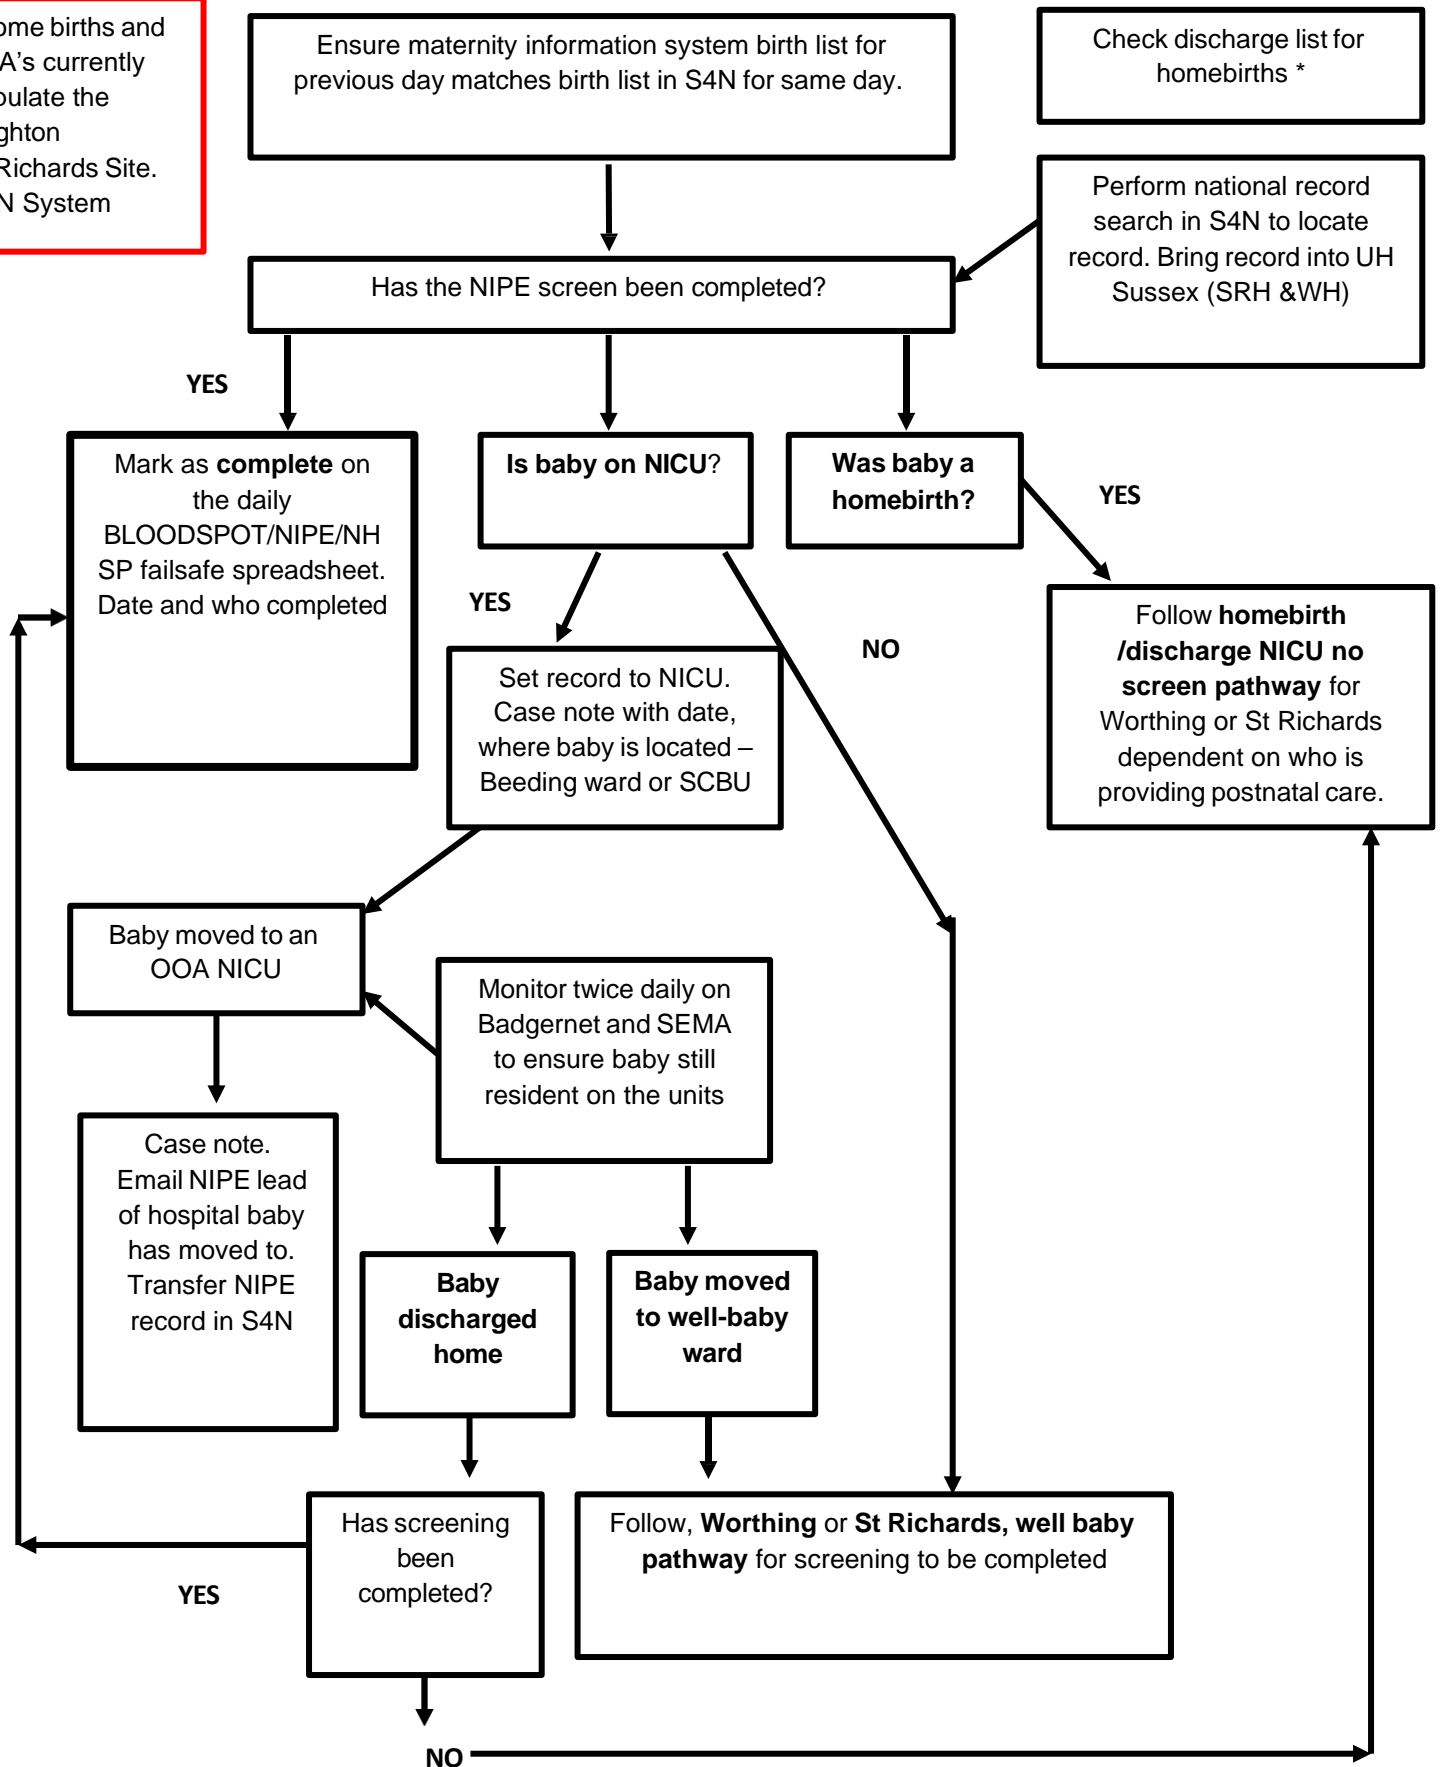 ome births and
A's currently
oulate the
ghton
Richards Site.
N System
Ensure maternity information system birth list for
previous day matches birth list in S4N for same day.
Check discharge list for
homebirths *
Perform national record
search in S4N to locate
record. Bring record into UH
Sussex (SRH &WH)
Has the NIPE screen been completed?
YES
Mark as complete on
the daily
BLOODSPOT/NIPE/NH
SP failsafe spreadsheet.
Date and who completed
Is baby on NICU?
Was baby a
homebirth?
YES
YES
NO
Follow homebirth
/discharge NICU no
screen pathway for
Worthing or St Richards
dependent on who is
providing postnatal care.
Set record to NICU.
Case note with date,
where baby is located –
Beeding ward or SCBU
Baby moved to an
OOA NICU
Monitor twice daily on
Badgernet and SEMA
to ensure baby still
resident on the units
Case note.
Email NIPE lead
of hospital baby
has moved to.
Transfer NIPE
record in S4N
Baby
discharged
home
Baby moved
to well-baby
ward
Has screening
been
completed?
Follow, Worthing or St Richards, well baby
pathway for screening to be completed
YES
NO